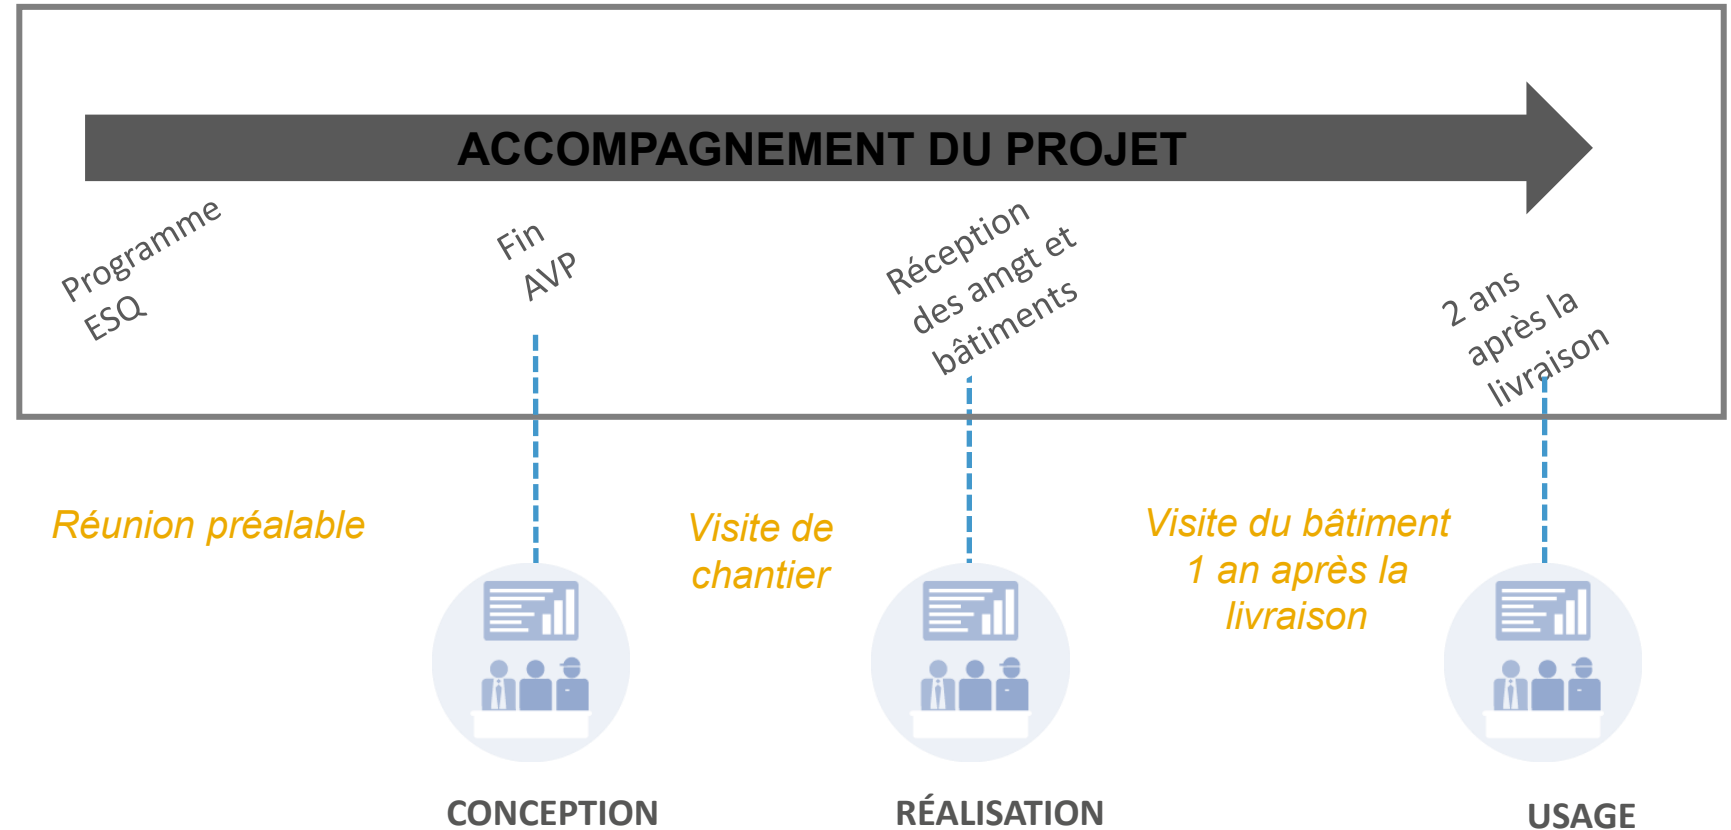 ACCOMPAGNEMENT DU PROJET
Programme
ESQ
Fin
AVP
Réception
des amgt et
bâtiments
2 ans
après la
livraison
Réunion préalable
Visite de
chantier
Visite du bâtiment
1 an après la
livraison
CONCEPTION
RÉALISATION
USAGE